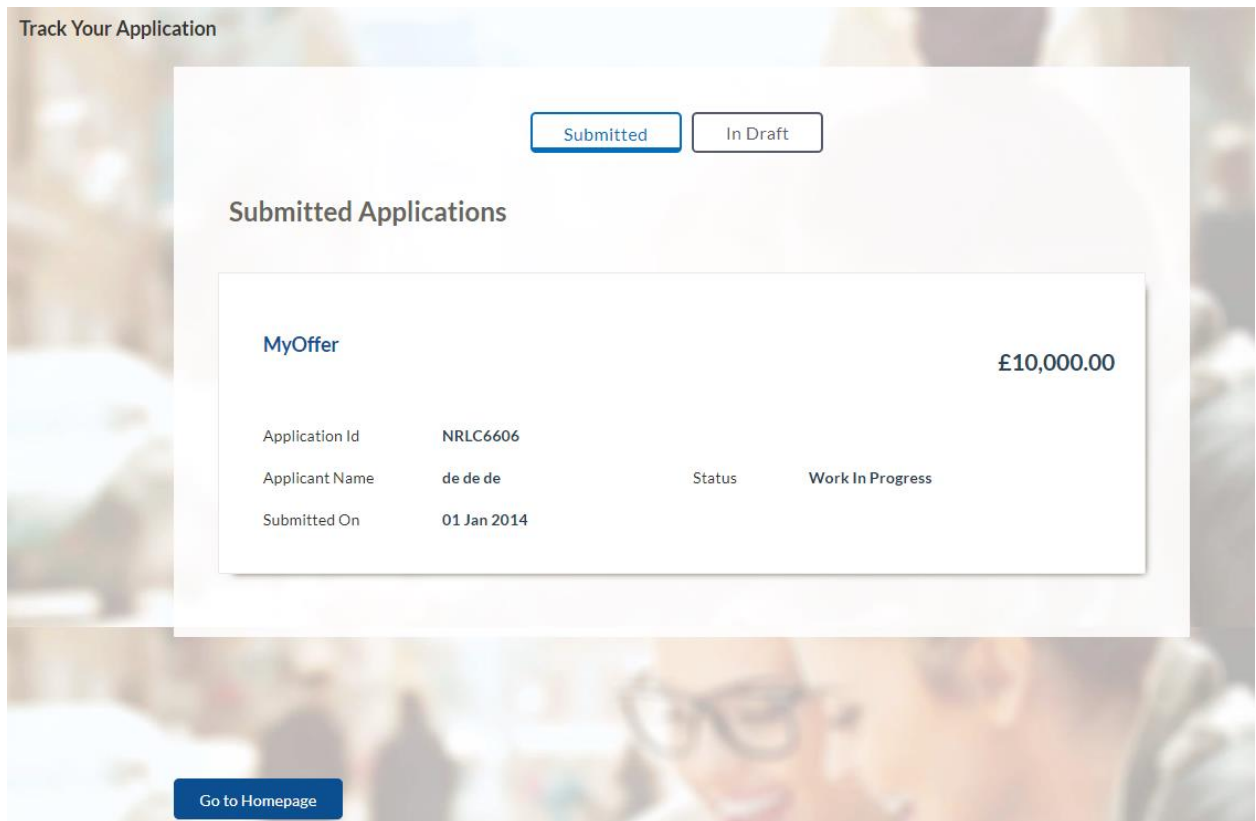 Track Your Application
Submitted In Draft
Submitted Applications
MyOffer
£10,000.00
Application Id NRLC6606
Applicant Name de de de Status Work In Progress
Submitted On 01 Jan 2014
Go to Homepage